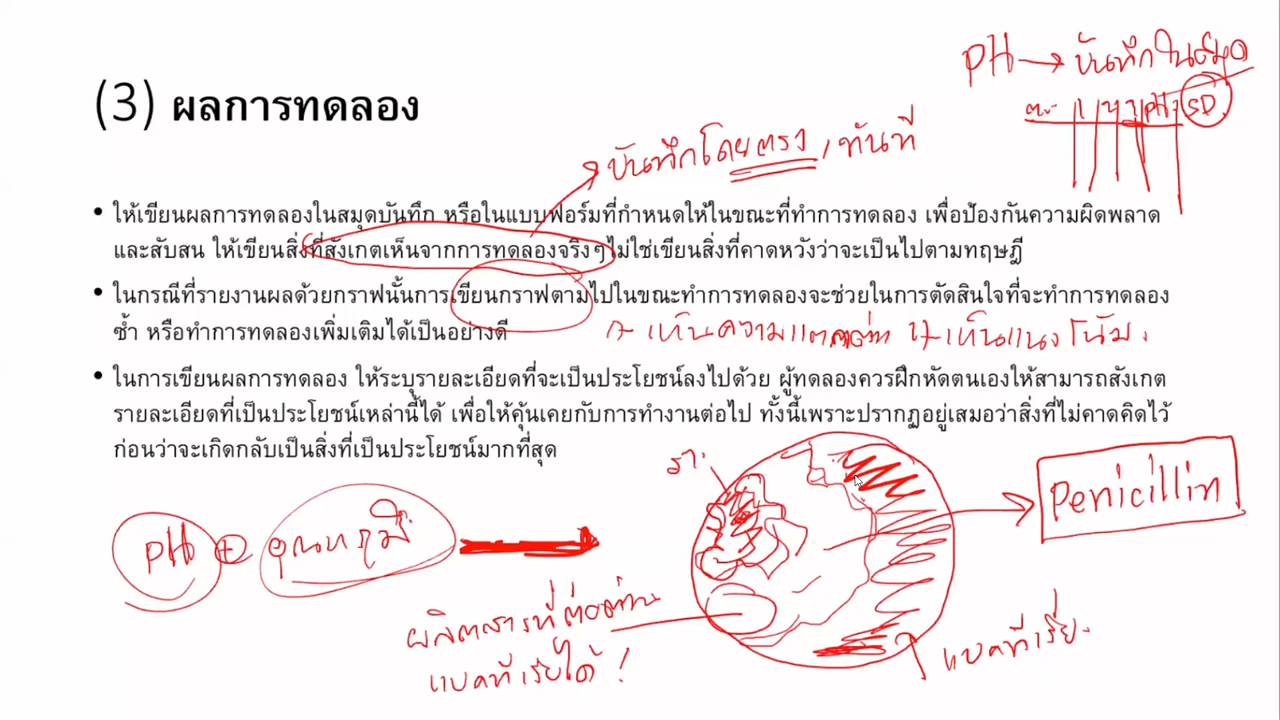 pH → บันทึกในสมุด
pH SD
(3) ผลการทดลอง
บันทึกโดยตรง, ทันที
• ให้เขียนผลการทดลองในสมุดบันทึก หรือในแบบฟอร์มที่กำหนดให้ในขณะที่ทำการทดลอง เพื่อป้องกันความผิดพลาด
และสับสน ให้เขียนสิ่งที่สังเกตเห็นจากการทดลองจริงๆไม่ใช่เขียนสิ่งที่คาดหวังว่าจะเป็นไปตามทฤษฎี
• ในกรณีที่รายงานผลด้วยกราฟนั้นการเขียนกราฟตามไปในขณะทำการทดลองจะช่วยในการตัดสินใจที่จะทำการทดลอง
ซ้ำ หรือทำการทดลองเพิ่มเติมได้เป็นอย่างดี
เห็นความแตกต่าง เห็นแนวโน้ม
• ในการเขียนผลการทดลอง ให้ระบุรายละเอียดที่จะเป็นประโยชน์ลงไปด้วย ผู้ทดลองควรฝึกหัดตนเองให้สามารถสังเกต
รายละเอียดที่เป็นประโยชน์เหล่านี้ได้ เพื่อให้คุ้นเคยกับการทำงานต่อไป ทั้งนี้เพราะปรากฏอยู่เสมอว่าสิ่งที่ไม่คาดคิดไว้
ก่อนว่าจะเกิดกลับเป็นสิ่งที่เป็นประโยชน์มากที่สุด
รา
Penicillin
pH + อุณหภูมิ
ผลิตสารที่ต่อต้าน
แบคทีเรียได้ !
แบคทีเรีย